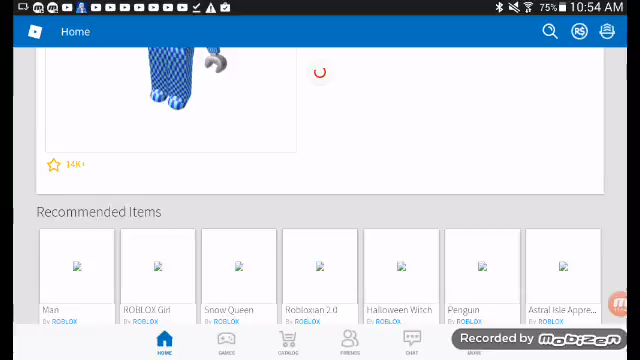 75% 10:54 AM
Home
14K+
Recommended Items
Man
ROBLOX Girl
Snow Queen
Robloxian 2.0
Halloween Witch
Penguin
Astral Isle Appre...
By ROBLOX
By ROBLOX
By ROBLOX
By ROBLOX
By ROBLOX
By ROBLOX
By ROBLOX
HOME
GAMES
CATALOG
FRIENDS
CHAT
Recorded by MOBIZEN